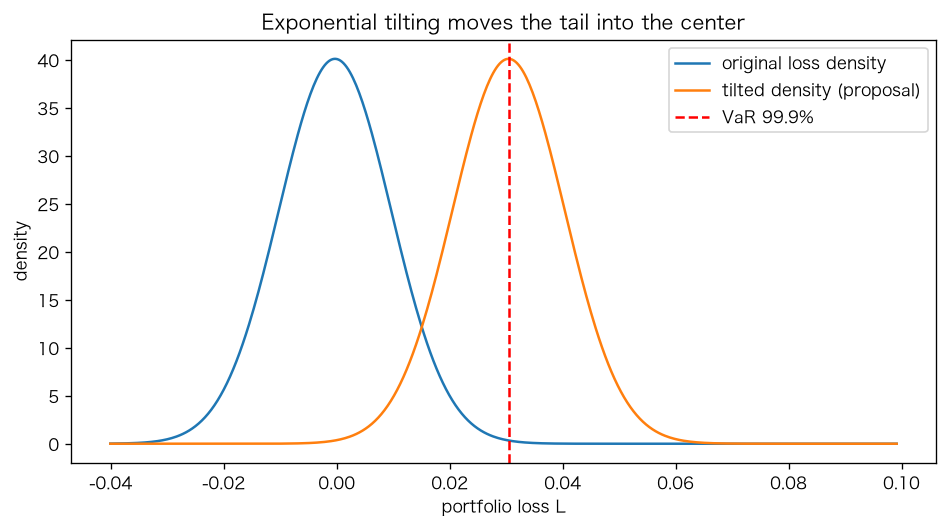 Exponential tilting moves the tail into the center
original loss density
tilted density (proposal)
VaR 99.9%
density
40
35
30
25
20
15
10
5
0
-0.04
-0.02
0.00
0.02
0.04
0.06
0.08
0.10
portfolio loss L